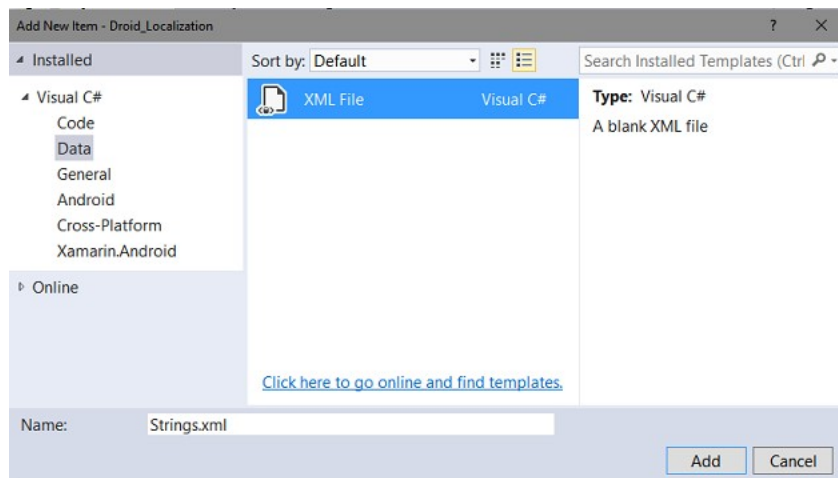 Add New Item - Droid_Localization
? ×
Installed
Sort by: Default
Search Installed Templates (Ctrl
Visual C#
Code
Data
General
Android
Cross-Platform
Xamarin.Android
Online
XML File Visual C#
Type: Visual C#
A blank XML file
Click here to go online and find templates.
Name: Strings.xml
Add Cancel